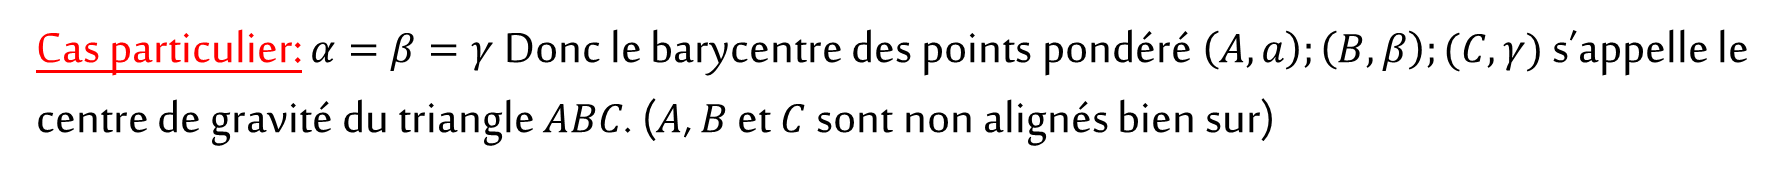 Cas particulier: 𝛼 = 𝛽 = 𝛾 Donc le barycentre des points pondéré (𝐴, 𝑎); (𝐵, 𝛽); (𝐶, 𝛾) s’appelle le
centre de gravité du triangle 𝐴𝐵𝐶. (𝐴, 𝐵 et 𝐶 sont non alignés bien sur)